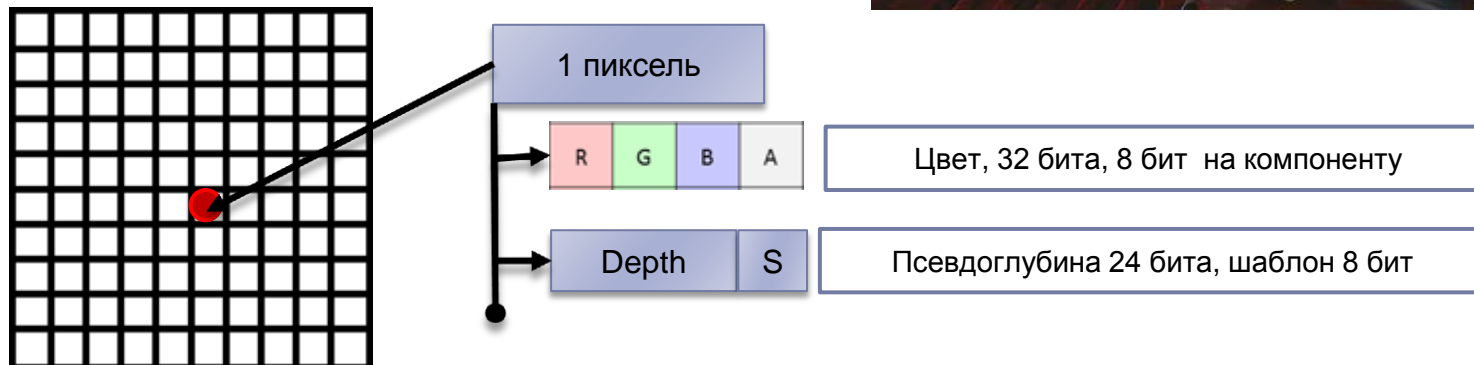 1 пиксель
R G B A
Цвет, 32 бита, 8 бит на компоненту
Depth S
Псевдоглубина 24 бита, шаблон 8 бит